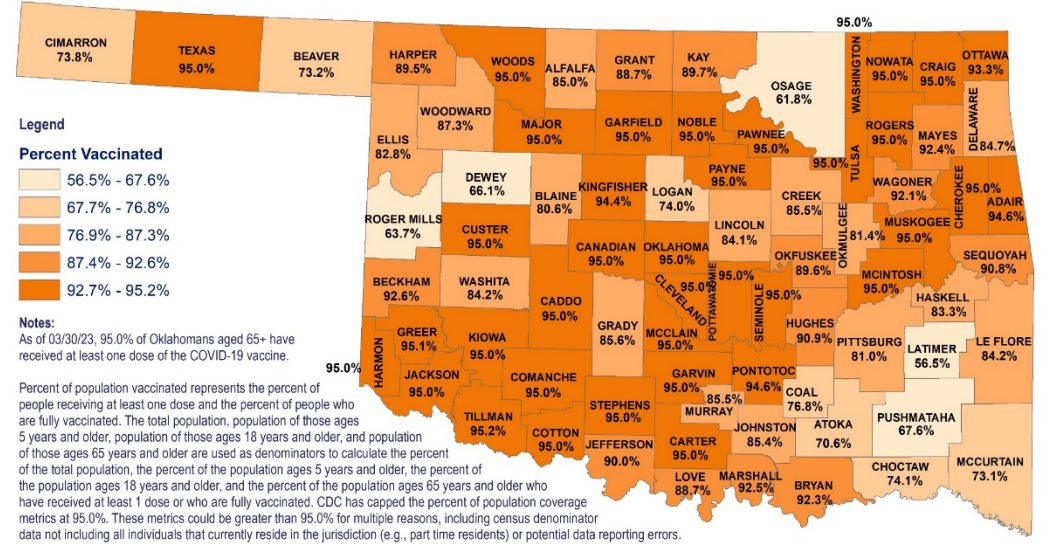 95.0%
CIMARRON
73.8%
TEXAS
95.0%
BEAVER
73.2%
HARPER
89.5%
WOODS
95.0%
ALFALFA
85.0%
GRANT
88.7%
KAY
89.7%
OSAGE
61.8%
WASHINGTON
NOWATA
95.0%
CRAIG
95.0%
OTTAWA
93.3%
WOODWARD
87.3%
ELLIS
82.8%
MAJOR
95.0%
GARFIELD
95.0%
NOBLE
95.0%
PAWNEE
95.0%
ROGERS
95.0%
MAYES
92.4%
DELAWARE
84.7%
Legend
Percent Vaccinated
56.5% - 67.6%
67.7% - 76.8%
76.9% - 87.3%
87.4% - 92.6%
92.7% - 95.2%
DEWEY
66.1%
BLAINE
80.6%
KINGFISHER
94.4%
LOGAN
74.0%
PAYNE
95.0%
95.0%
TULSA
CREEK
85.5%
WAGONER
92.1%
CHEROKEE
95.0%
ADAIR
94.6%
ROGER MILLS
63.7%
CUSTER
95.0%
CANADIAN
95.0%
OKLAHOMA
95.0%
LINCOLN
84.1%
OKMULGEE
81.4%
MUSKOGEE
95.0%
OKFUSKEE
89.6%
MCINTOSH
95.0%
SEQUOYAH
90.8%
BECKHAM
92.6%
WASHITA
84.2%
CADDO
95.0%
GRADY
85.6%
CLEVELAND
95.0%
POTTAWATOMIE
95.0%
SEMINOLE
95.0%
HUGHES
90.9%
HASKELL
83.3%
PITTSBURG
81.0%
LATIMER
56.5%
LE FLORE
84.2%
GREER
95.1%
KIOWA
95.0%
MCCLAIN
95.0%
95.0%
HARMON
JACKSON
95.0%
COMANCHE
95.0%
GARVIN
95.0%
PONTOTOC
94.6%
COAL
76.8%
TILLMAN
95.2%
COTTON
95.0%
STEPHENS
95.0%
85.5%
MURRAY
JOHNSTON
85.4%
ATOKA
70.6%
PUSHMATAHA
67.6%
JEFFERSON
90.0%
CARTER
95.0%
LOVE
88.7%
MARSHALL
92.5%
BRYAN
92.3%
CHOCTAW
74.1%
MCCURTAIN
73.1%
Notes:
As of 03/30/23, 95.0% of Oklahomans aged 65+ have
received at least one dose of the COVID-19 vaccine.
Percent of population vaccinated represents the percent of
people receiving at least one dose and the percent of people who
are fully vaccinated. The total population, population of those ages
5 years and older, population of those ages 18 years and older, and population
of those ages 65 years and older are used as denominators to calculate the percent
of the total population, the percent of the population ages 5 years and older, the percent of
the population ages 18 year and older, and the percent of the population ages 65 years and older who
have received at least 1 dose or who are fully vaccinated. CDC has capped the percent of population coverage
metrics at 95.0%. These metrics could be greater than 95.0% for multiple reasons, including census denominator
data not including all individuals that currently reside in the jurisdiction (e.g., part time residents) or potential data reporting errors.